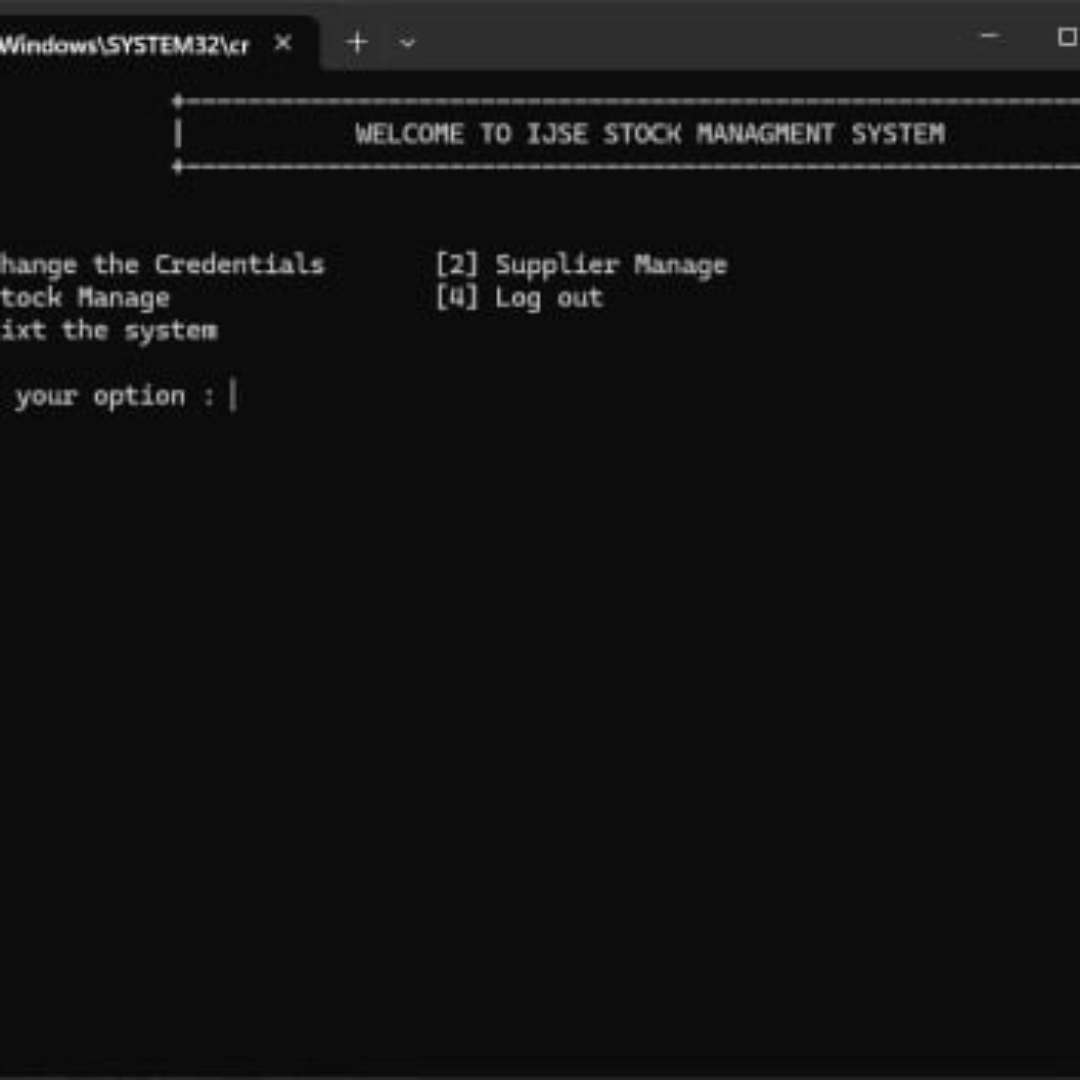 Windows\SYSTEM32\cr
WELCOME TO IJSE STOCK MANAGMENT SYSTEM
hange the Credentials [2] Supplier Manage
tock Manage [4] Log out
ixt the system
your option :